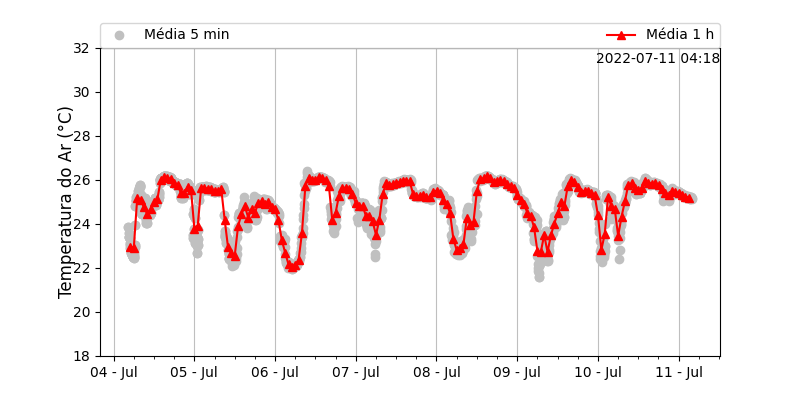 Média 5 min
Média 1 h
2022-07-11 04:18
Temperatura do Ar (°C)
32
30
28
26
24
22
20
18
04 - Jul
05 - Jul
06 - Jul
07 - Jul
08 - Jul
09 - Jul
10 - Jul
11 - Jul